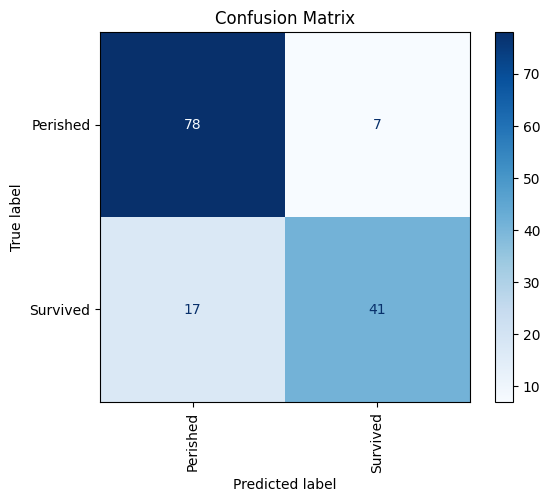 Confusion Matrix
True label
Perished
78
7
Survived
17
41
Perished
Survived
Predicted label
70
60
50
40
30
20
10